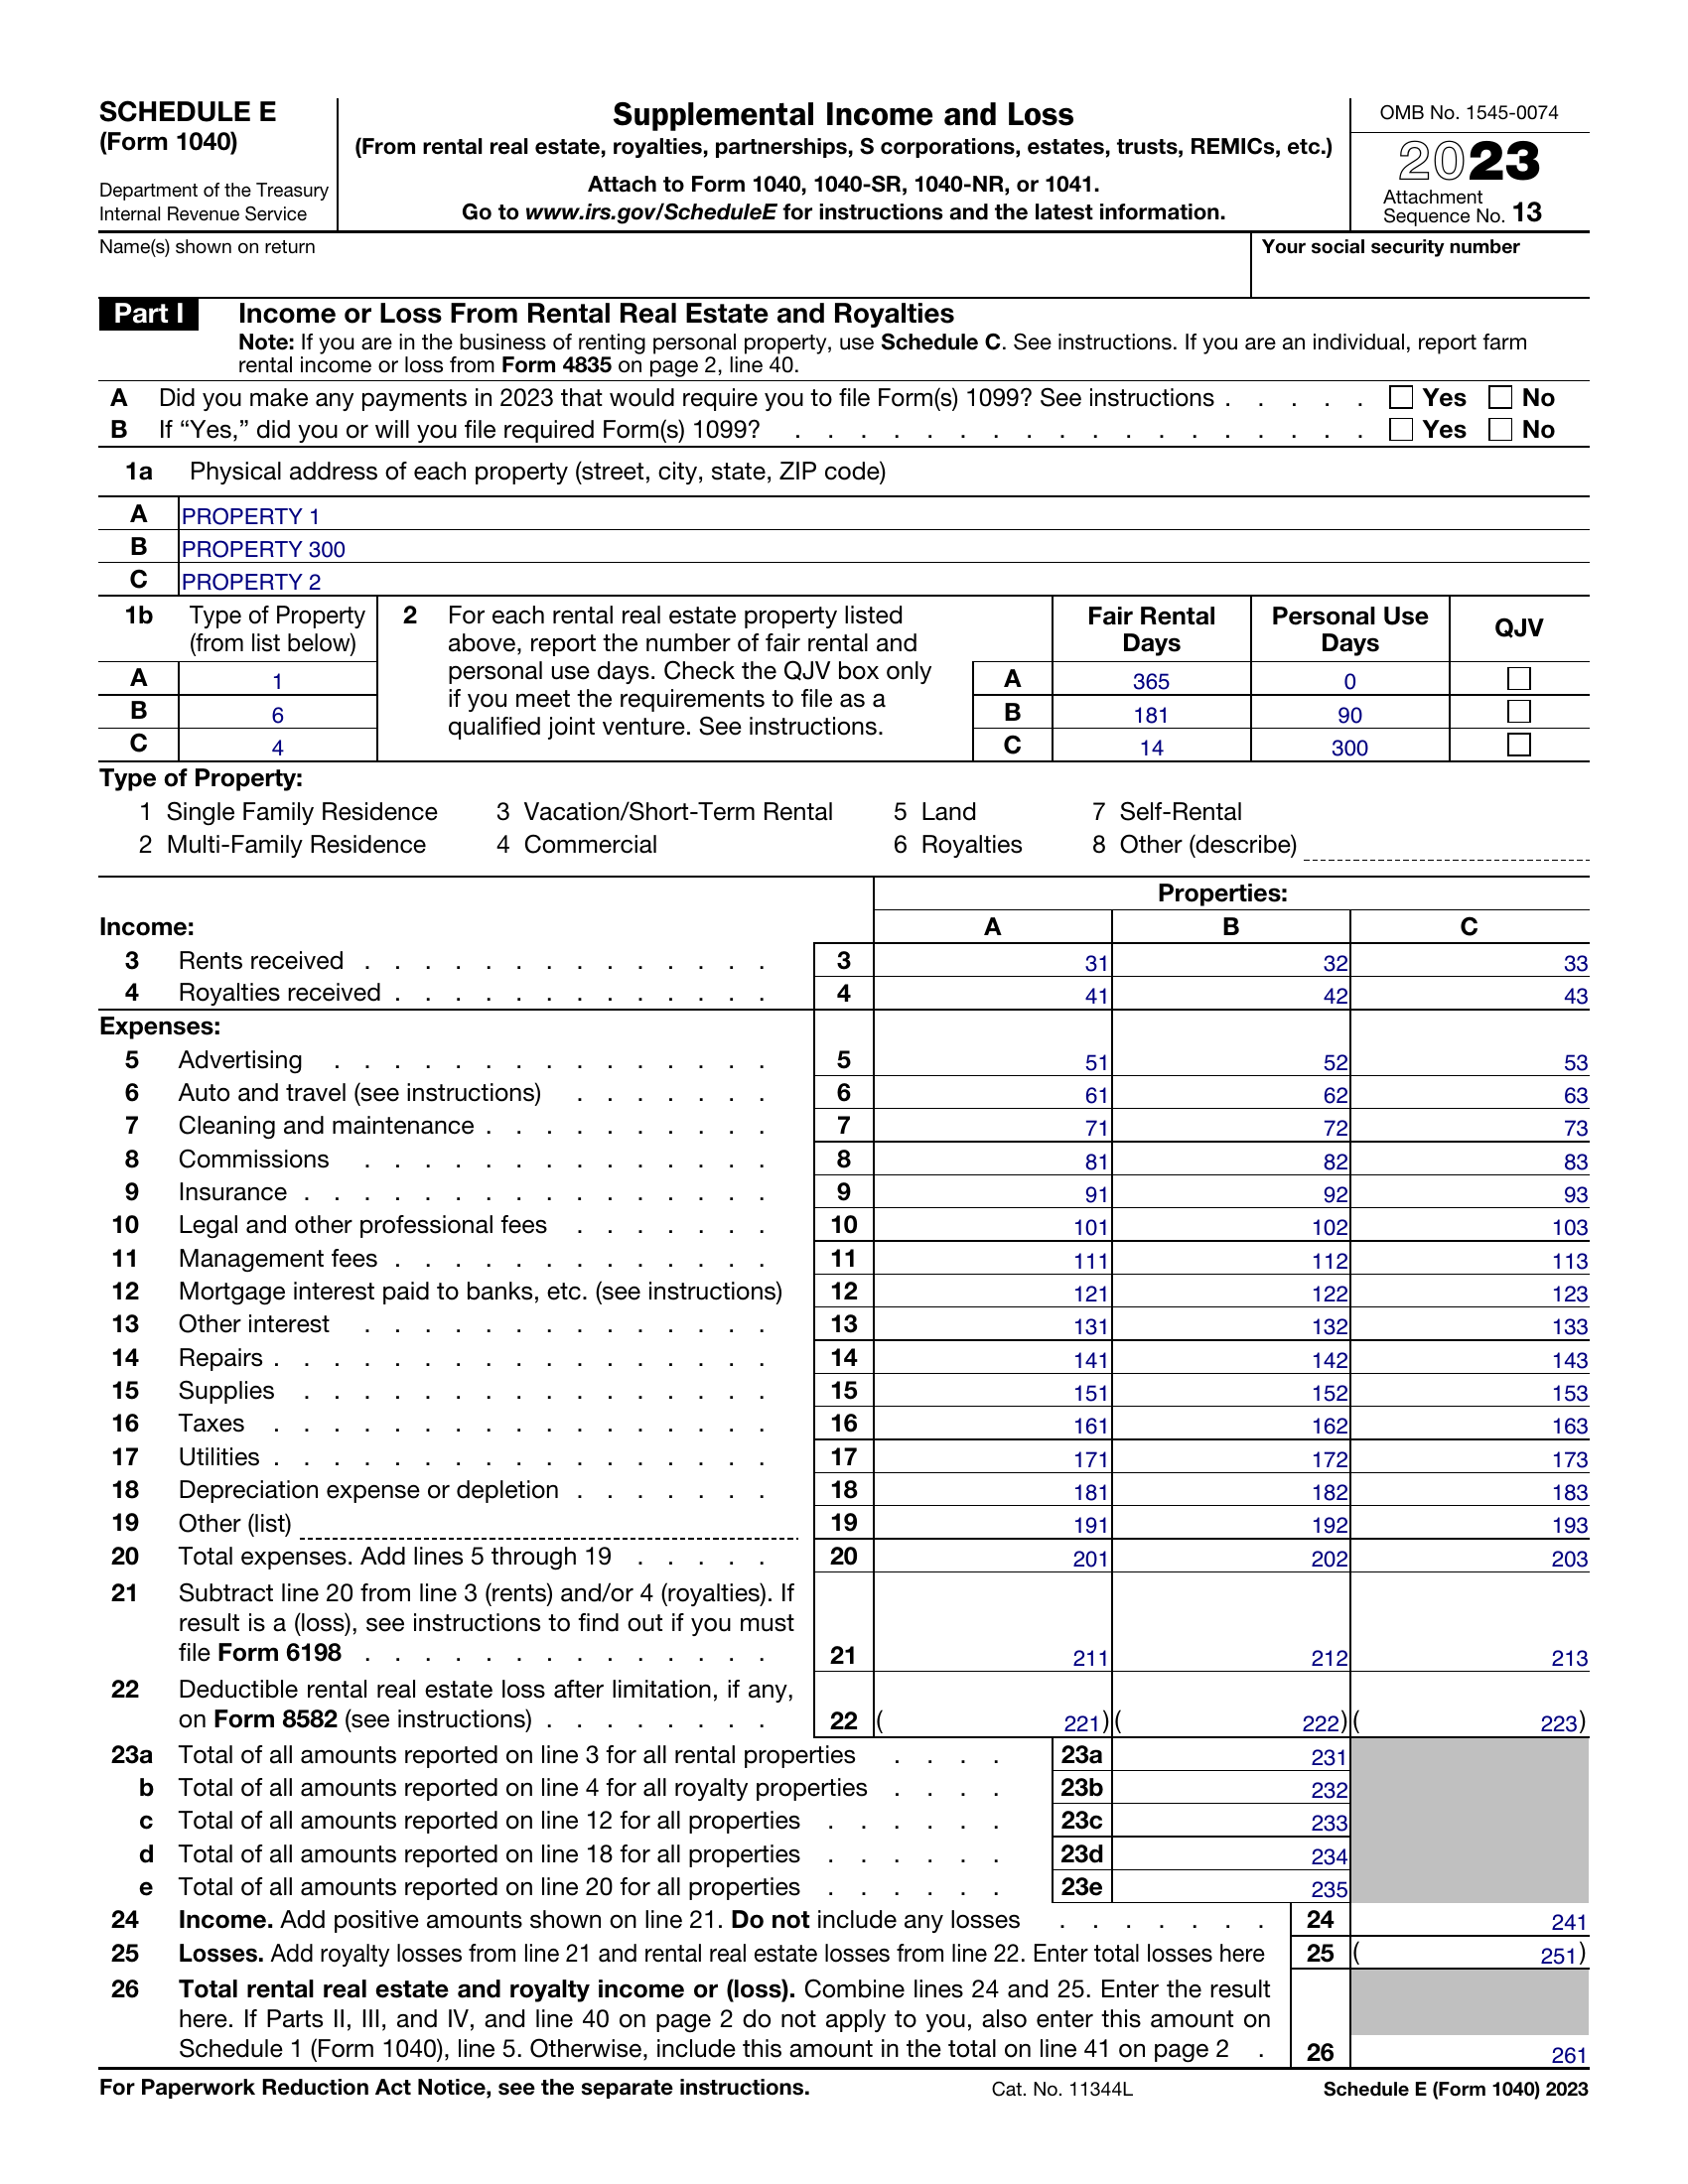 SCHEDULE E
(Form 1040)
Department of the Treasury
Internal Revenue Service
Supplemental Income and Loss
(From rental real estate, royalties, partnerships, S corporations, estates, trusts, REMICs, etc.)
Attach to Form 1040, 1040-SR, 1040-NR, or 1041.
Go to www.irs.gov/ScheduleE for instructions and the latest information.
OMB No. 1545-0074
2023
Attachment
Sequence No. 13
Name(s) shown on return
Your social security number
Part I Income or Loss From Rental Real Estate and Royalties
Note: If you are in the business of renting personal property, use Schedule C. See instructions. If you are an individual, report farm
rental income or loss from Form 4835 on page 2, line 40.
A Did you make any payments in 2023 that would require you to file Form(s) 1099? See instructions . . . . . Yes No
B If “Yes,” did you or will you file required Form(s) 1099? . . . . . . . . . . . . . . . . . . Yes No
1a Physical address of each property (street, city, state, ZIP code)
A PROPERTY 1
B PROPERTY 300
C PROPERTY 2
1b Type of Property
(from list below)
A 1
B 6
C 4
2 For each rental real estate property listed
above, report the number of fair rental and
personal use days. Check the QJV box only
if you meet the requirements to file as a
qualified joint venture. See instructions.
Fair Rental
Days
Personal Use
Days
QJV
A 365 0
B 181 90
C 14 300
Type of Property:
1 Single Family Residence 3 Vacation/Short-Term Rental 5 Land 7 Self-Rental
2 Multi-Family Residence 4 Commercial 6 Royalties 8 Other (describe)
Properties:
Income: A B C
3 Rents received . . . . . . . . . . . . . . 3 31 32 33
4 Royalties received . . . . . . . . . . . . . 4 41 42 43
Expenses:
5 Advertising . . . . . . . . . . . . . . . 5 51 52 53
6 Auto and travel (see instructions) . . . . . . . 6 61 62 63
7 Cleaning and maintenance . . . . . . . . . . 7 71 72 73
8 Commissions . . . . . . . . . . . . . . 8 81 82 83
9 Insurance . . . . . . . . . . . . . . . . 9 91 92 93
10 Legal and other professional fees . . . . . . . 10 101 102 103
11 Management fees . . . . . . . . . . . . . 11 111 112 113
12 Mortgage interest paid to banks, etc. (see instructions) 12 121 122 123
13 Other interest . . . . . . . . . . . . . . 13 131 132 133
14 Repairs . . . . . . . . . . . . . . . . . 14 141 142 143
15 Supplies . . . . . . . . . . . . . . . . 15 151 152 153
16 Taxes . . . . . . . . . . . . . . . . . 16 161 162 163
17 Utilities . . . . . . . . . . . . . . . . . 17 171 172 173
18 Depreciation expense or depletion . . . . . . . 18 181 182 183
19 Other (list) 19 191 192 193
20 Total expenses. Add lines 5 through 19 . . . . . 20 201 202 203
21 Subtract line 20 from line 3 (rents) and/or 4 (royalties). If
result is a (loss), see instructions to find out if you must
file Form 6198 . . . . . . . . . . . . . . 21 211 212 213
22 Deductible rental real estate loss after limitation, if any,
on Form 8582 (see instructions) . . . . . . . . 22 ( 221 ) ( 222 ) ( 223 )
23a Total of all amounts reported on line 3 for all rental properties . . . . 23a 231
b Total of all amounts reported on line 4 for all royalty properties . . . . 23b 232
c Total of all amounts reported on line 12 for all properties . . . . . . 23c 233
d Total of all amounts reported on line 18 for all properties . . . . . . 23d 234
e Total of all amounts reported on line 20 for all properties . . . . . . 23e 235
24 Income. Add positive amounts shown on line 21. Do not include any losses . . . . . . . 24 241
25 Losses. Add royalty losses from line 21 and rental real estate losses from line 22. Enter total losses here 25 ( 251 )
26 Total rental real estate and royalty income or (loss). Combine lines 24 and 25. Enter the result
here. If Parts II, III, and IV, and line 40 on page 2 do not apply to you, also enter this amount on
Schedule 1 (Form 1040), line 5. Otherwise, include this amount in the total on line 41 on page 2 . 26 261
For Paperwork Reduction Act Notice, see the separate instructions. Cat. No. 11344L Schedule E (Form 1040) 2023